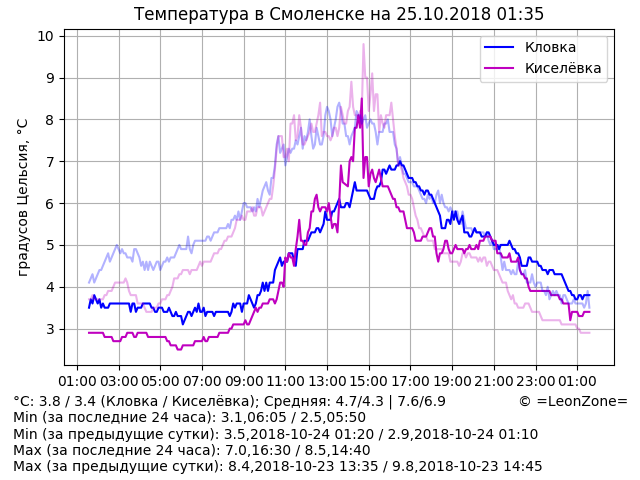 Температура в Смоленске на 25.10.2018 01:35
градусов Цельсия, °C
10
9
8
7
6
5
4
3
Кловка
Киселёвка
01:00 03:00 05:00 07:00 09:00 11:00 13:00 15:00 17:00 19:00 21:00 23:00 01:00
°C: 3.8 / 3.4 (Кловка / Киселёвка); Средняя: 4.7/4.3 | 7.6/6.9 © =LeonZone=
Min (за последние 24 часа): 3.1,06:05 / 2.5,05:50
Min (за предыдущие сутки): 3.5,2018-10-24 01:20 / 2.9,2018-10-24 01:10
Max (за последние 24 часа): 7.0,16:30 / 8.5,14:40
Max (за предыдущие сутки): 8.4,2018-10-23 13:35 / 9.8,2018-10-23 14:45